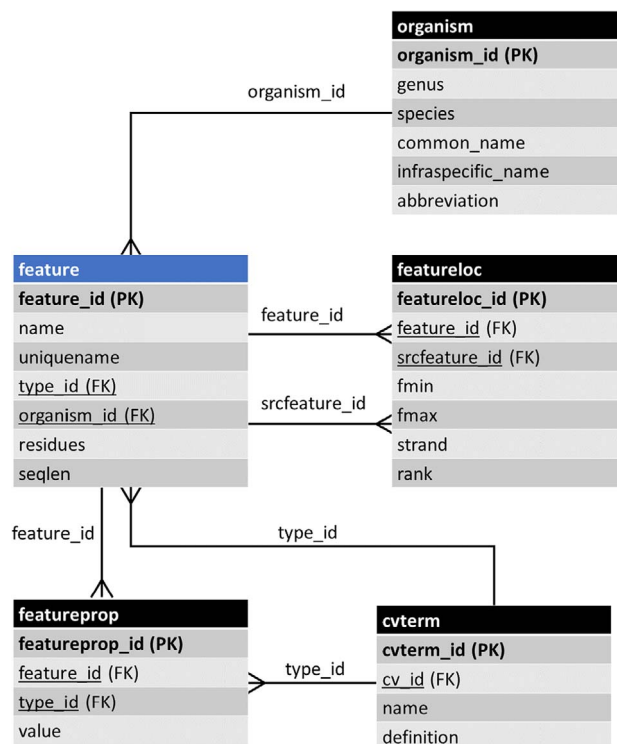 organism
organism_id (PK)
genus
species
common_name
infraspecific_name
abbreviation
organism_id
feature
feature_id (PK)
name
uniquename
type_id (FK)
organism_id (FK)
residues
seqlen
feature_id
srcfeature_id
featureloc
featureloc_id (PK)
feature_id (FK)
srcfeature_id (FK)
fmin
fmax
strand
rank
feature_id
type_id
featureprop
featureprop_id (PK)
feature_id (FK)
type_id (FK)
value
type_id
cvterm
cvterm_id (PK)
cv_id (FK)
name
definition